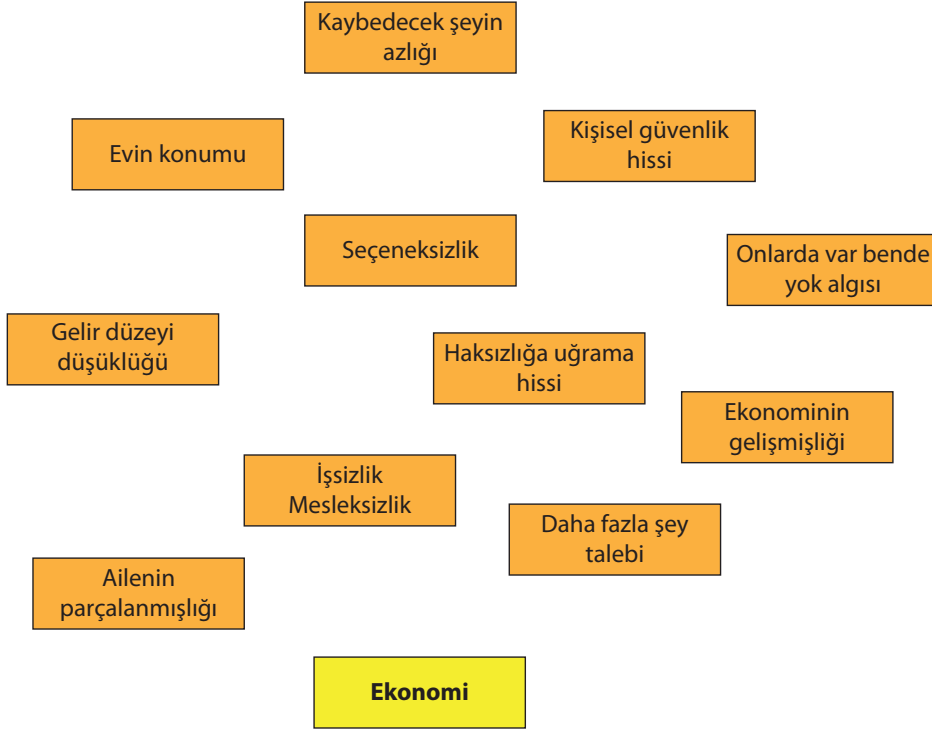 Kaybedecek şeyin
azlığı
Evin konumu
Kişisel güvenlik
hissi
Seçeneksizlik
Onlarda var bende
yok algısı
Gelir düzeyi
düşüklüğü
Haksızlığa uğrama
hissi
Ekonominin
gelişmişliği
İşsizlik
Mesleksizlik
Daha fazla şey
talebi
Ailenin
parçalanmışlığı
Ekonomi